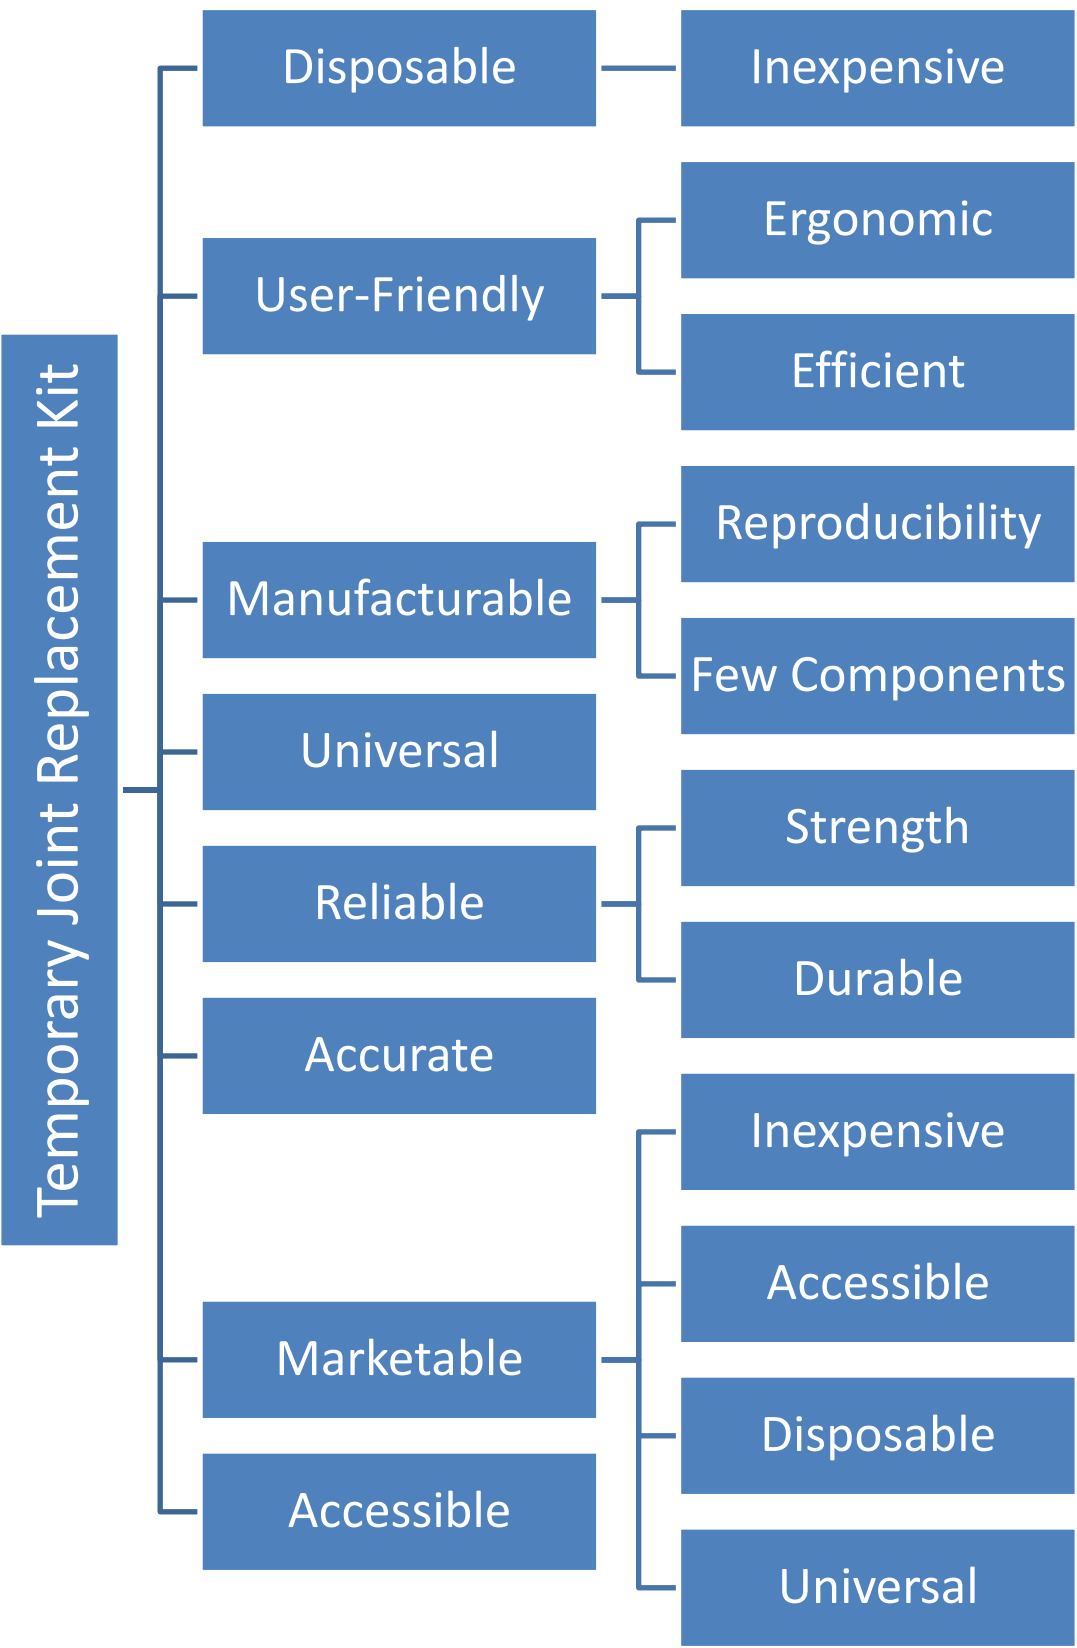 Temporary Joint Replacement Kit
Disposable
Inexpensive
User-Friendly
Ergonomic
Efficient
Manufacturable
Reproducibility
Few Components
Universal
Reliable
Strength
Durable
Accurate
Marketable
Inexpensive
Accessible
Disposable
Universal
Accessible